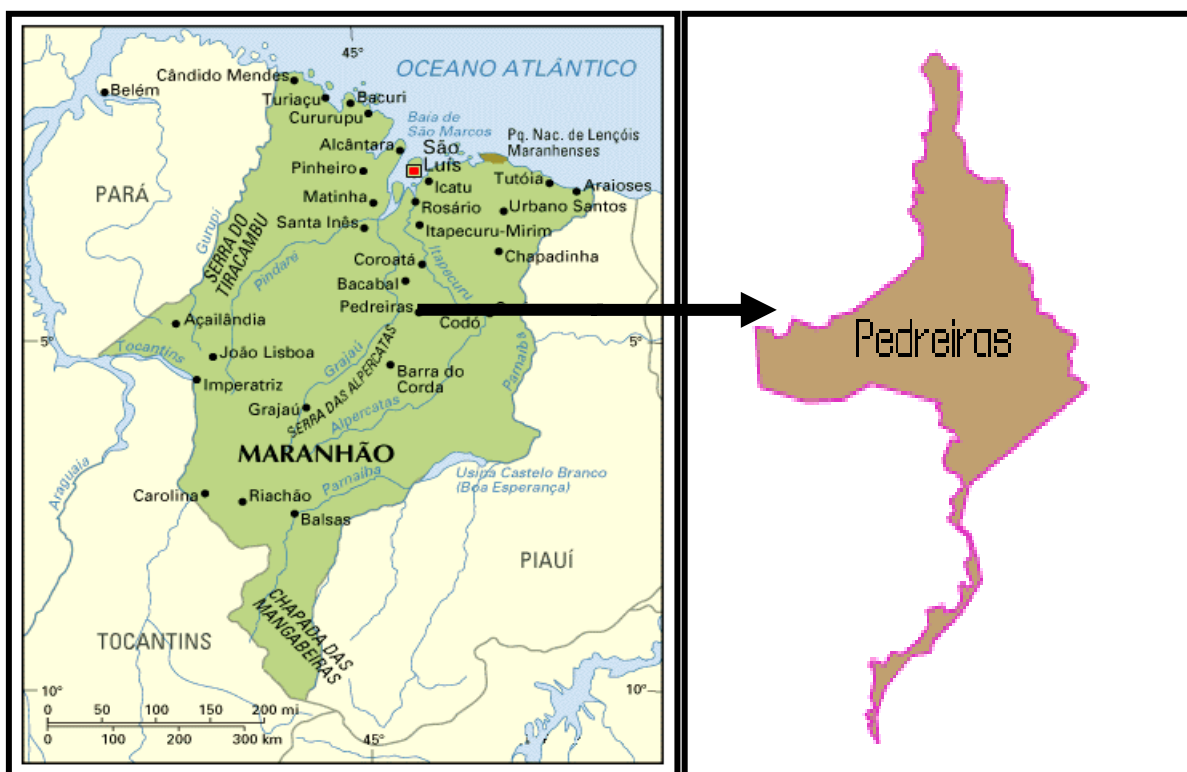 45°
OCEANO ATLÂNTICO
Cândido Mendes
Belém
Turiaçu
Bacuri
Cururupu
Baía de
São Marcos
Pq. Nac. de Lençóis
Maranhenses
Alcântara
São
Luís
Pinheiro
PARÁ
Icatu
Tutóia
Araioses
Matinha
Rosário
Urbano Santos
Santa Inês
Itapecuru-Mirim
Gurupi
SERRA DO
TIRACAMBU
Pindaré
Itapecuru
Coroatá
Chapadinha
Bacabal
Pedreiras
Codó
Açailândia
5°
5°
Tocantins
João Lisboa
Grajaú
Parnaíba
Imperatriz
Barra do
Corda
Grajaú
SERRA DAS ALPERCATAS
Alpercatas
MARANHÃO
Araguaia
Parnaíba
Usina Castelo Branco
(Boa Esperança)
Carolina
Riachão
Balsas
PIAUÍ
CHAPADA DAS
MANGABEIRAS
TOCANTINS
10°
10°
0 50 100 150 200 mi
0 100 200 300 km
45°
Pedreiras